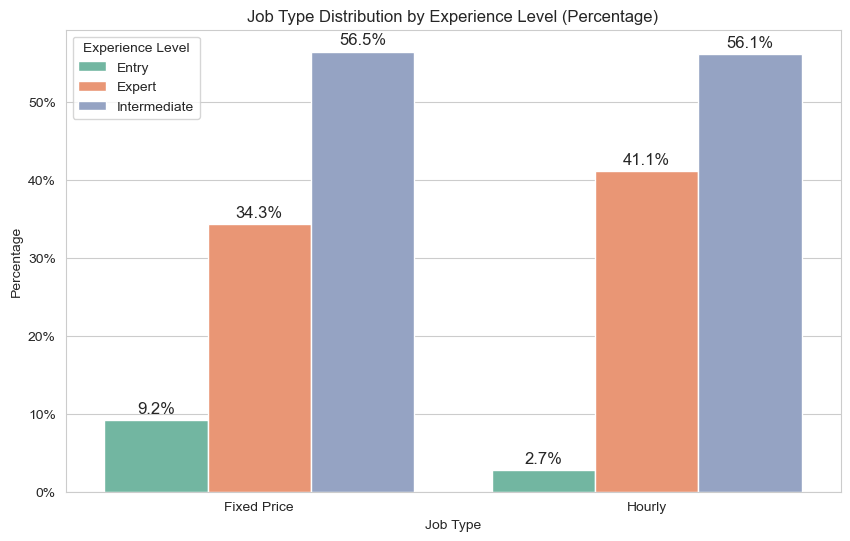 Job Type Distribution by Experience Level (Percentage)
Experience Level
Entry
Expert
Intermediate
Percentage
50%
40%
30%
20%
10%
0%
9.2%
34.3%
56.5%
2.7%
41.1%
56.1%
Fixed Price
Hourly
Job Type